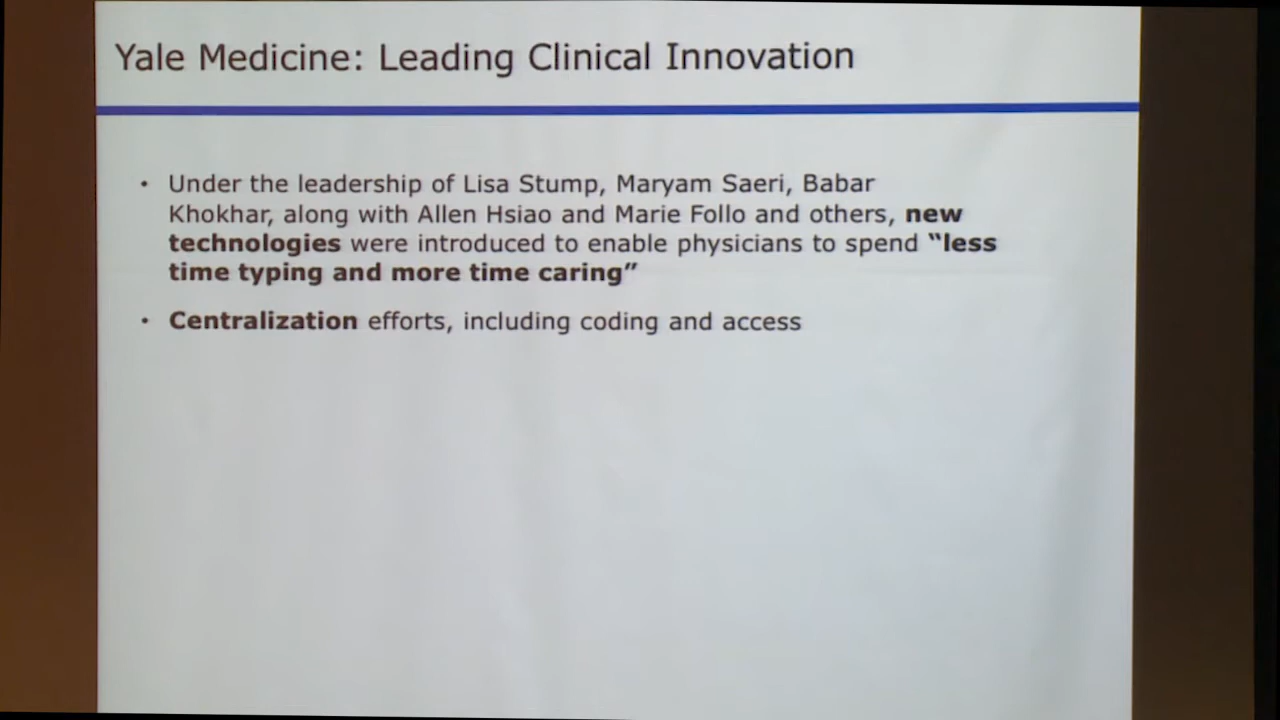 Yale Medicine: Leading Clinical Innovation
• Under the leadership of Lisa Stump, Maryam Saeri, Babar
Khokhar, along with Allen Hsiao and Marie Follo and others, new
technologies were introduced to enable physicians to spend “less
time typing and more time caring”
• Centralization efforts, including coding and access